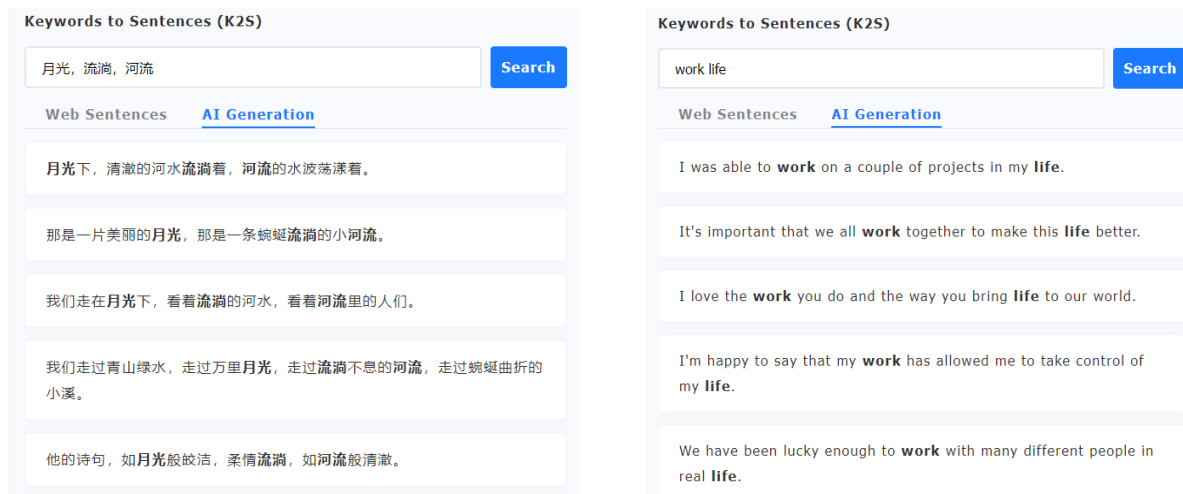 Keywords to Sentences (K2S)
月光，流淌，河流
Search
Web Sentences
AI Generation
月光下，清澈的河水流淌着，河流的水波荡漾着。
那是一片美丽的月光，那是一条蜿蜒流淌的小河流。
我们走在月光下，看着流淌的河水，看着河流里的人们。
我们走过青山绿水，走过万里月光，走过流淌不息的河流，走过蜿蜒曲折的
小溪。
他的诗句，如月光般皎洁，柔情流淌，如河流般清澈。
Keywords to Sentences (K2S)
work life
Search
Web Sentences
AI Generation
I was able to work on a couple of projects in my life.
It's important that we all work together to make this life better.
I love the work you do and the way you bring life to our world.
I'm happy to say that my work has allowed me to take control of
my life.
We have been lucky enough to work with many different people in
real life.